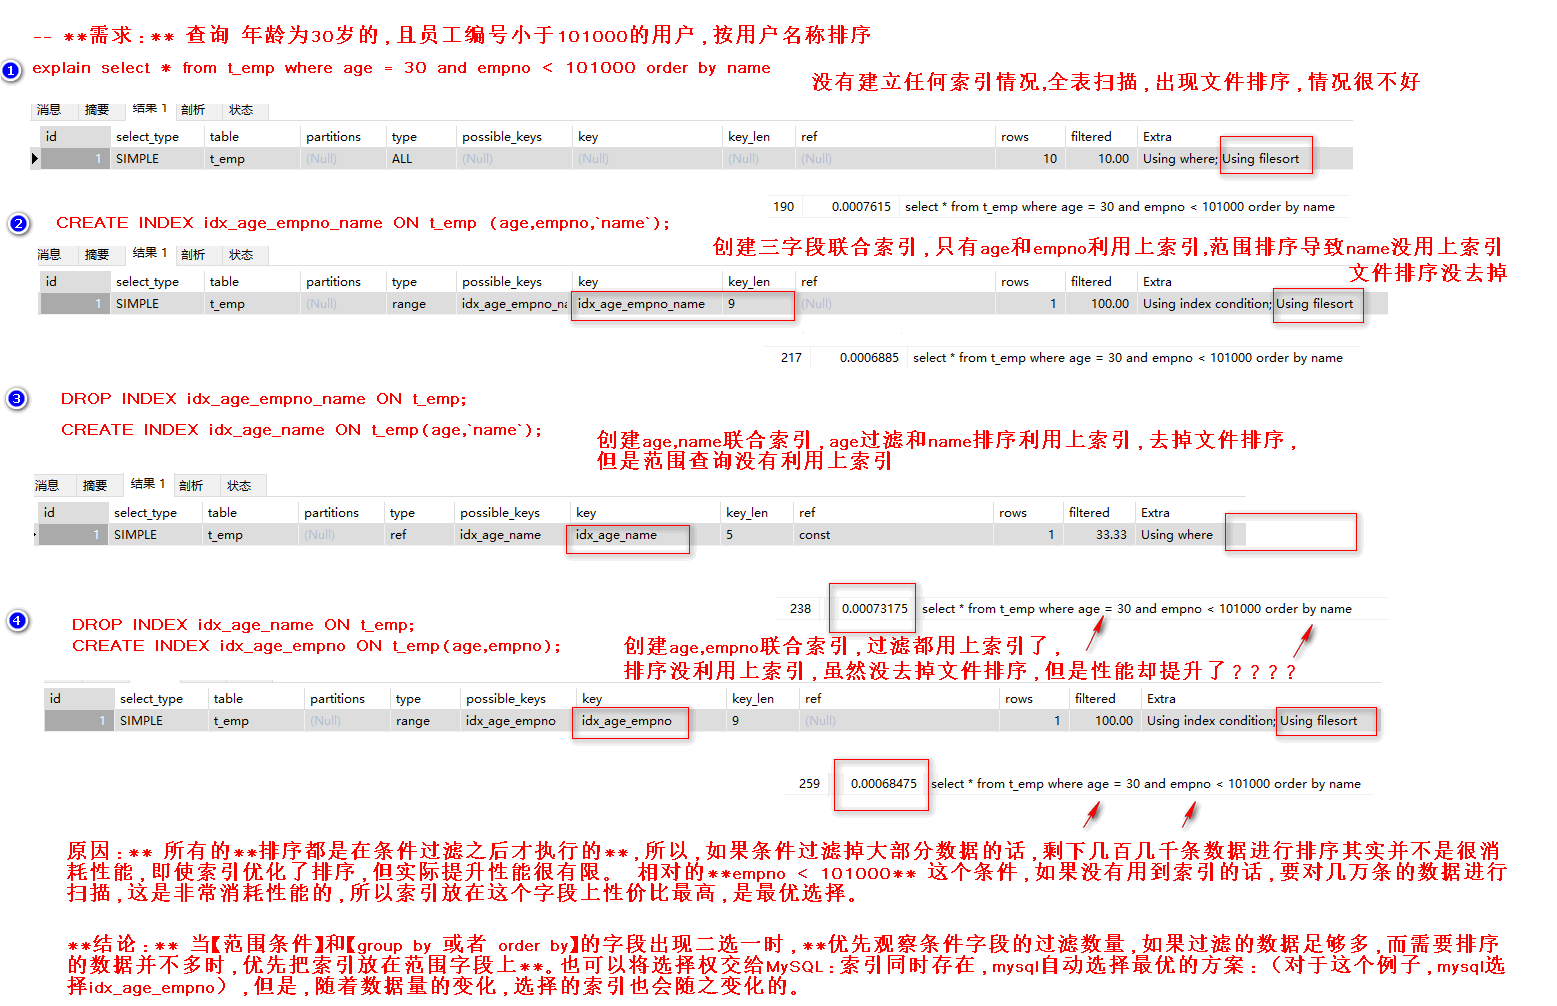 -- **需求：** 查询 年龄为30岁的，且员工编号小于101000的用户，按用户名称排序
1 explain select * from t_emp where age = 30 and empno < 101000 order by name
没有建立任何索引情况,全表扫描，出现文件排序，情况很不好
消息 摘要 结果 1 剖析 状态
id select_type table partitions type possible_keys key key_len ref rows filtered Extra
1 SIMPLE t_emp (Null) ALL (Null) (Null) (Null) (Null) 10 10.00 Using where; Using filesort
190 0.0007615 select * from t_emp where age = 30 and empno < 101000 order by name
2 CREATE INDEX idx_age_empno_name ON t_emp (age,empno,`name`);
创建三字段联合索引，只有age和empno利用上索引,范围排序导致name没用上索引
文件排序没去掉
消息 摘要 结果 1 剖析 状态
id select_type table partitions type possible_keys key key_len ref rows filtered Extra
1 SIMPLE t_emp (Null) range idx_age_empno_na idx_age_empno_name 9 (Null) 1 100.00 Using index condition; Using filesort
217 0.0006885 select * from t_emp where age = 30 and empno < 101000 order by name
3 DROP INDEX idx_age_empno_name ON t_emp;
CREATE INDEX idx_age_name ON t_emp(age,`name`);
创建age,name联合索引，age过滤和name排序利用上索引，去掉文件排序，
但是范围查询没有利用上索引
消息 摘要 结果 1 剖析 状态
id select_type table partitions type possible_keys key key_len ref rows filtered Extra
1 SIMPLE t_emp (Null) ref idx_age_name idx_age_name 5 const 1 33.33 Using where
238 0.00073175 select * from t_emp where age = 30 and empno < 101000 order by name
4 DROP INDEX idx_age_name ON t_emp;
CREATE INDEX idx_age_empno ON t_emp(age,empno);
创建age,empno联合索引，过滤都用上索引了，
排序没利用上索引，虽然没去掉文件排序，但是性能却提升了？？？？
id select_type table partitions type possible_keys key key_len ref rows filtered Extra
1 SIMPLE t_emp (Null) range idx_age_empno idx_age_empno 9 (Null) 1 100.00 Using index condition; Using filesort
259 0.00068475 select * from t_emp where age = 30 and empno < 101000 order by name
原因：** 所有的**排序都是在条件过滤之后才执行的**，所以，如果条件过滤掉大部分数据的话，剩下几百几千条数据进行排序其实并不是很消
耗性能，即使索引优化了排序，但实际提升性能很有限。 相对的**empno < 101000** 这个条件，如果没有用到索引的话，要对几万条的数据进行
扫描，这是非常消耗性能的，所以索引放在这个字段上性价比最高，是最优选择。
**结论：** 当【范围条件】和【group by 或者 order by】的字段出现二选一时，**优先观察条件字段的过滤数量，如果过滤的数据足够多，而需要排序
的数据并不多时，优先把索引放在范围字段上**。也可以将选择权交给MySQL：索引同时存在，mysql自动选择最优的方案：（对于这个例子，mysql选
择idx_age_empno），但是，随着数据量的变化，选择的索引也会随之变化的。